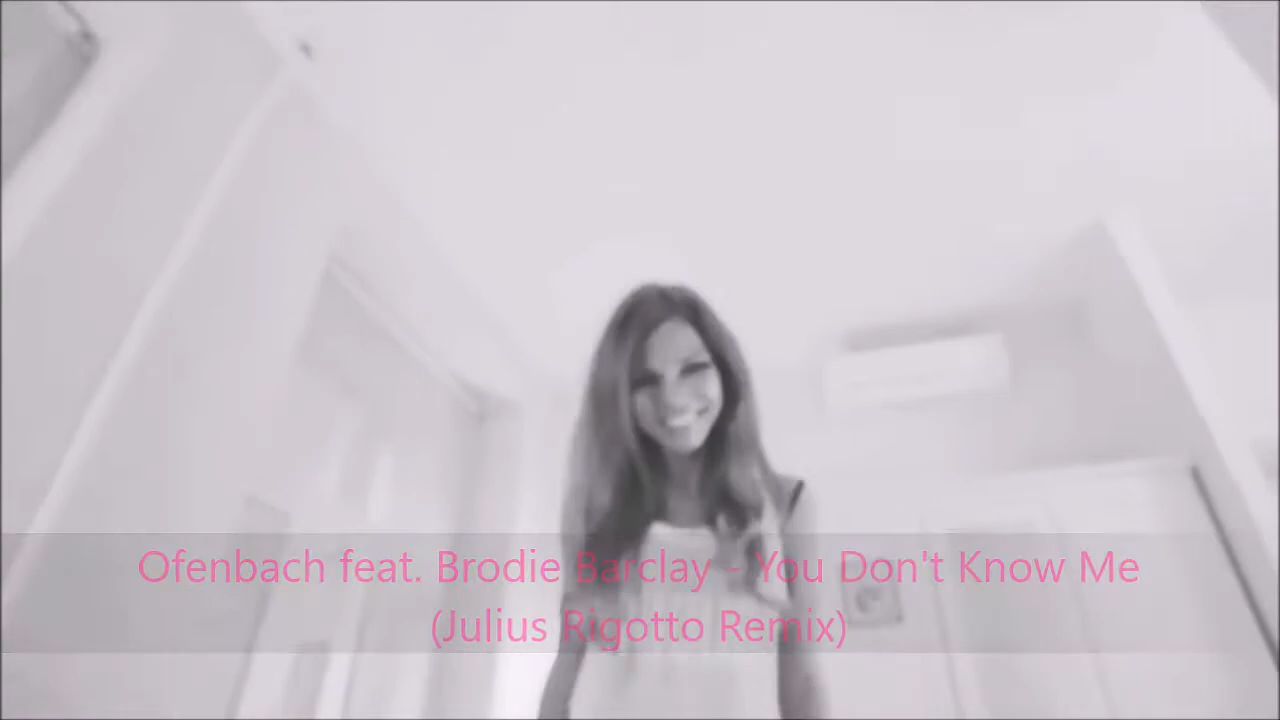 Ofenbach feat. Brodie Barclay - You Don't Know Me
(Julius Rigotto Remix)